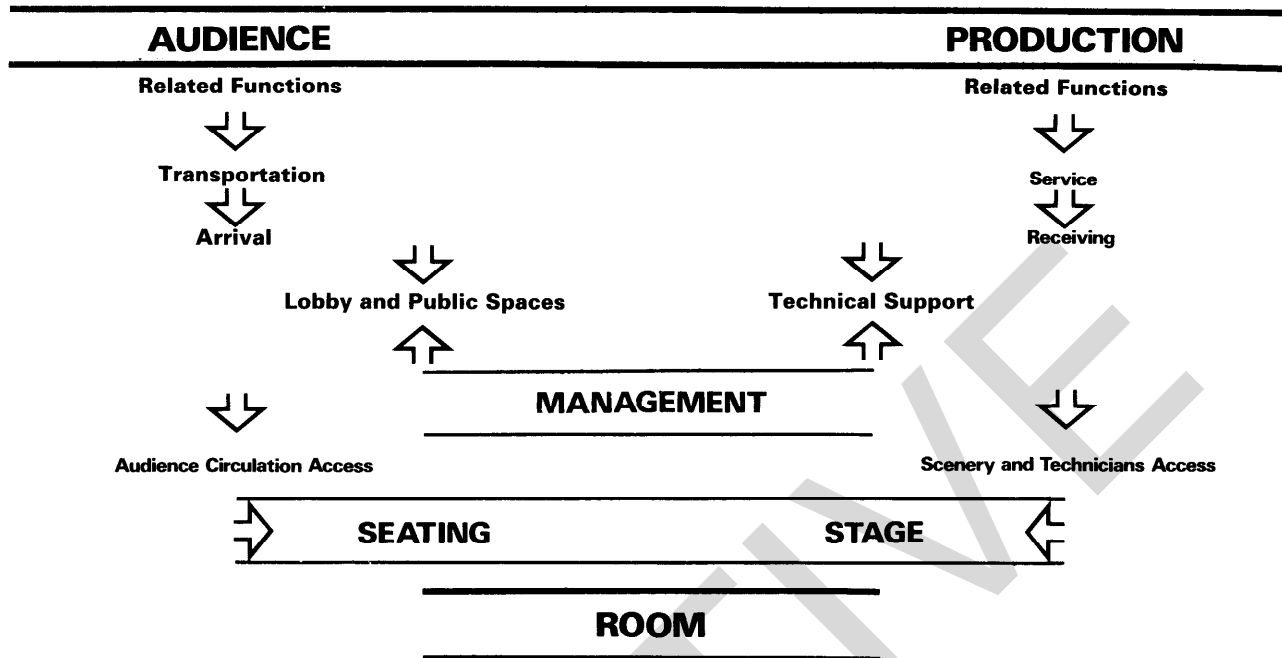 AUDIENCE PRODUCTION
Related Functions Related Functions
Transportation Service
Arrival Receiving
Lobby and Public Spaces Technical Support
MANAGEMENT
Audience Circulation Access Scenery and Technicians Access
SEATING STAGE
ROOM
TIVE